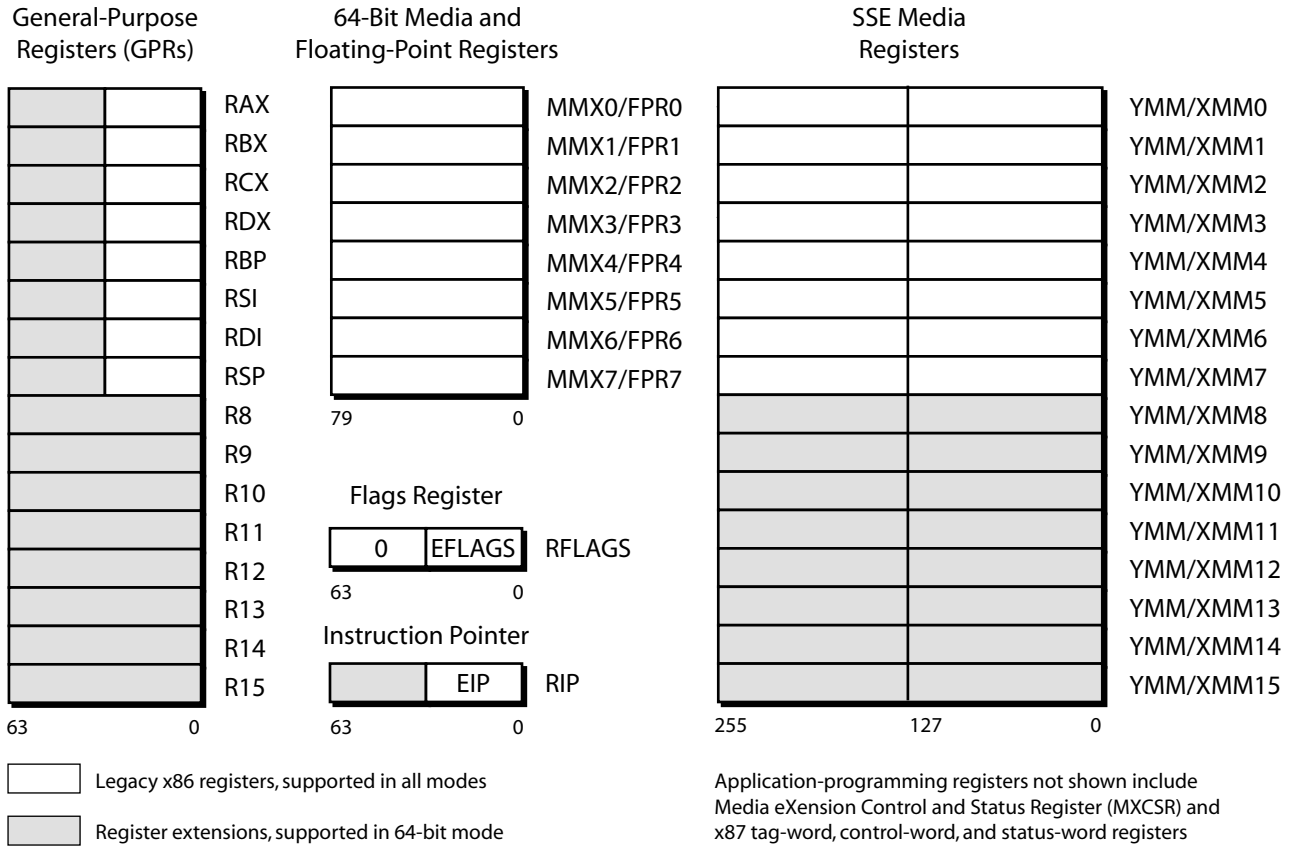 General-Purpose
Registers (GPRs)
RAX
RBX
RCX
RDX
RBP
RSI
RDI
RSP
R8
R9
R10
R11
R12
R13
R14
R15
63 0
64-Bit Media and
Floating-Point Registers
MMX0/FPR0
MMX1/FPR1
MMX2/FPR2
MMX3/FPR3
MMX4/FPR4
MMX5/FPR5
MMX6/FPR6
MMX7/FPR7
79 0
Flags Register
0 EFLAGS RFLAGS
63 0
Instruction Pointer
EIP RIP
63 0
SSE Media
Registers
YMM/XMM0
YMM/XMM1
YMM/XMM2
YMM/XMM3
YMM/XMM4
YMM/XMM5
YMM/XMM6
YMM/XMM7
YMM/XMM8
YMM/XMM9
YMM/XMM10
YMM/XMM11
YMM/XMM12
YMM/XMM13
YMM/XMM14
YMM/XMM15
255 127 0
Legacy x86 registers, supported in all modes
Register extensions, supported in 64-bit mode
Application-programming registers not shown include
Media eXension Control and Status Register (MXCSR) and
x87 tag-word, control-word, and status-word registers